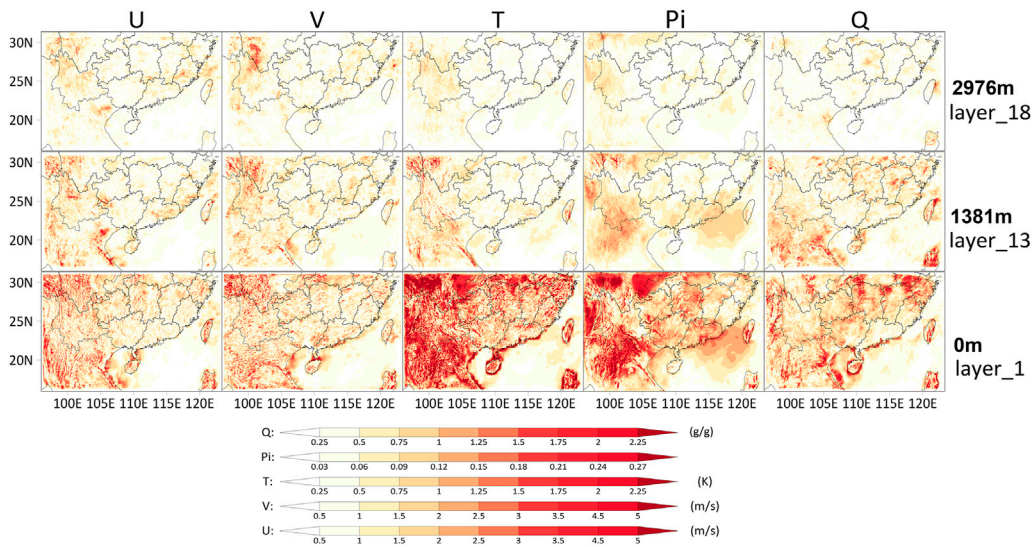 U V T Pi Q
30N
25N
20N
2976m
layer_18
30N
25N
20N
1381m
layer_13
30N
25N
20N
0m
layer_1
100E 105E 110E 115E 120E 100E 105E 110E 115E 120E 100E 105E 110E 115E 120E 100E 105E 110E 115E 120E 100E 105E 110E 115E 120E
Q: (g/g)
0.25 0.5 0.75 1 1.25 1.5 1.75 2 2.25
Pi:
0.03 0.06 0.09 0.12 0.15 0.18 0.21 0.24 0.27
T: (K)
0.25 0.5 0.75 1 1.25 1.5 1.75 2 2.25
V: (m/s)
0.5 1 1.5 2 2.5 3 3.5 4.5 5
U: (m/s)
0.5 1 1.5 2 2.5 3 3.5 4.5 5